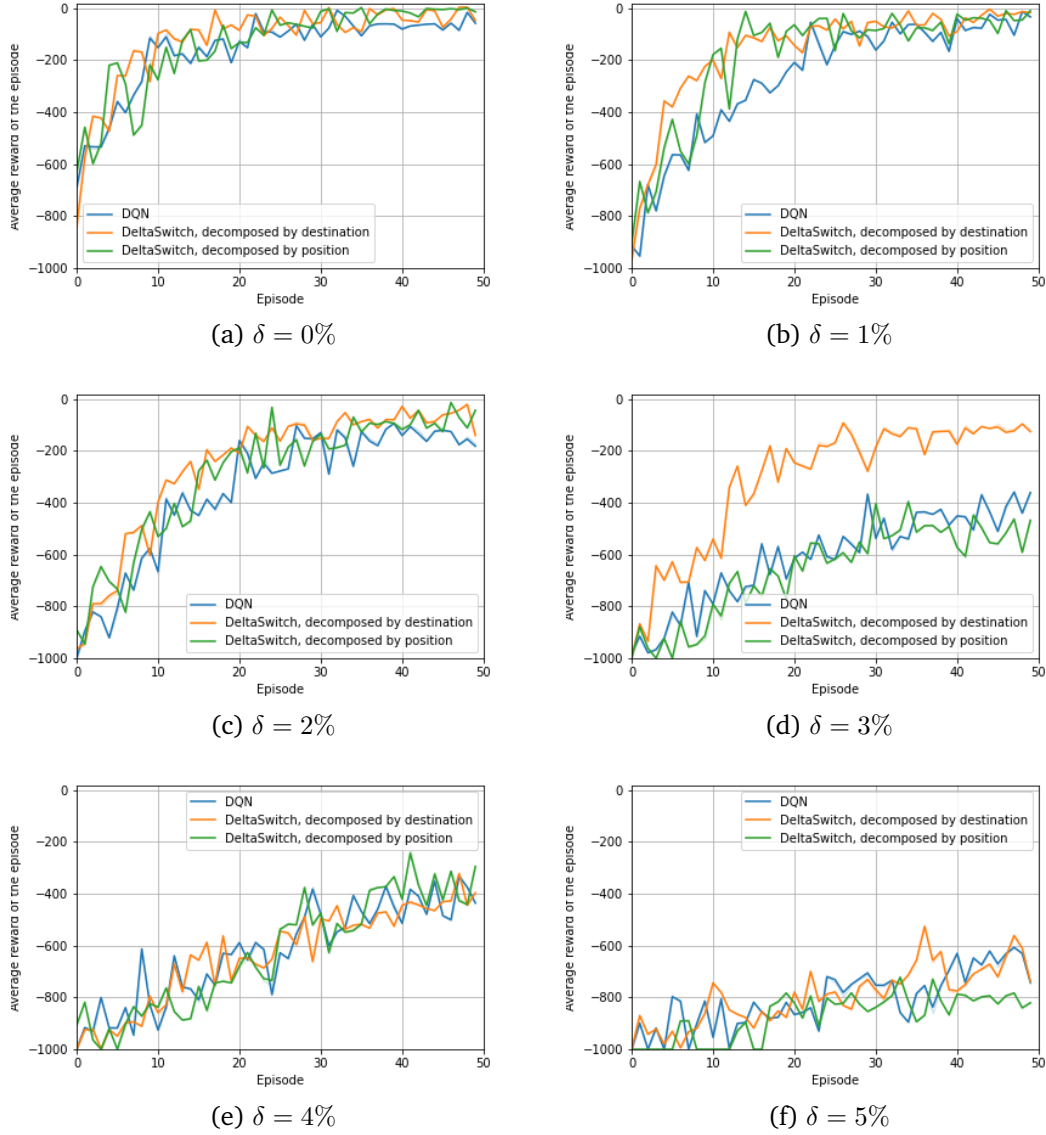 0
−200
−400
−600
−800
−1000
Average reward of the episode
DQN
DeltaSwitch, decomposed by destination
DeltaSwitch, decomposed by position
0 10 20 30 40 50
Episode
(a) δ = 0%
0
−200
−400
−600
−800
−1000
Average reward of the episode
DQN
DeltaSwitch, decomposed by destination
DeltaSwitch, decomposed by position
0 10 20 30 40 50
Episode
(b) δ = 1%
0
−200
−400
−600
−800
−1000
Average reward of the episode
DQN
DeltaSwitch, decomposed by destination
DeltaSwitch, decomposed by position
0 10 20 30 40 50
Episode
(c) δ = 2%
0
−200
−400
−600
−800
−1000
Average reward of the episode
DQN
DeltaSwitch, decomposed by destination
DeltaSwitch, decomposed by position
0 10 20 30 40 50
Episode
(d) δ = 3%
0
−200
−400
−600
−800
−1000
Average reward of the episode
DQN
DeltaSwitch, decomposed by destination
DeltaSwitch, decomposed by position
0 10 20 30 40 50
Episode
(e) δ = 4%
0
−200
−400
−600
−800
−1000
Average reward of the episode
DQN
DeltaSwitch, decomposed by destination
DeltaSwitch, decomposed by position
0 10 20 30 40 50
Episode
(f) δ = 5%